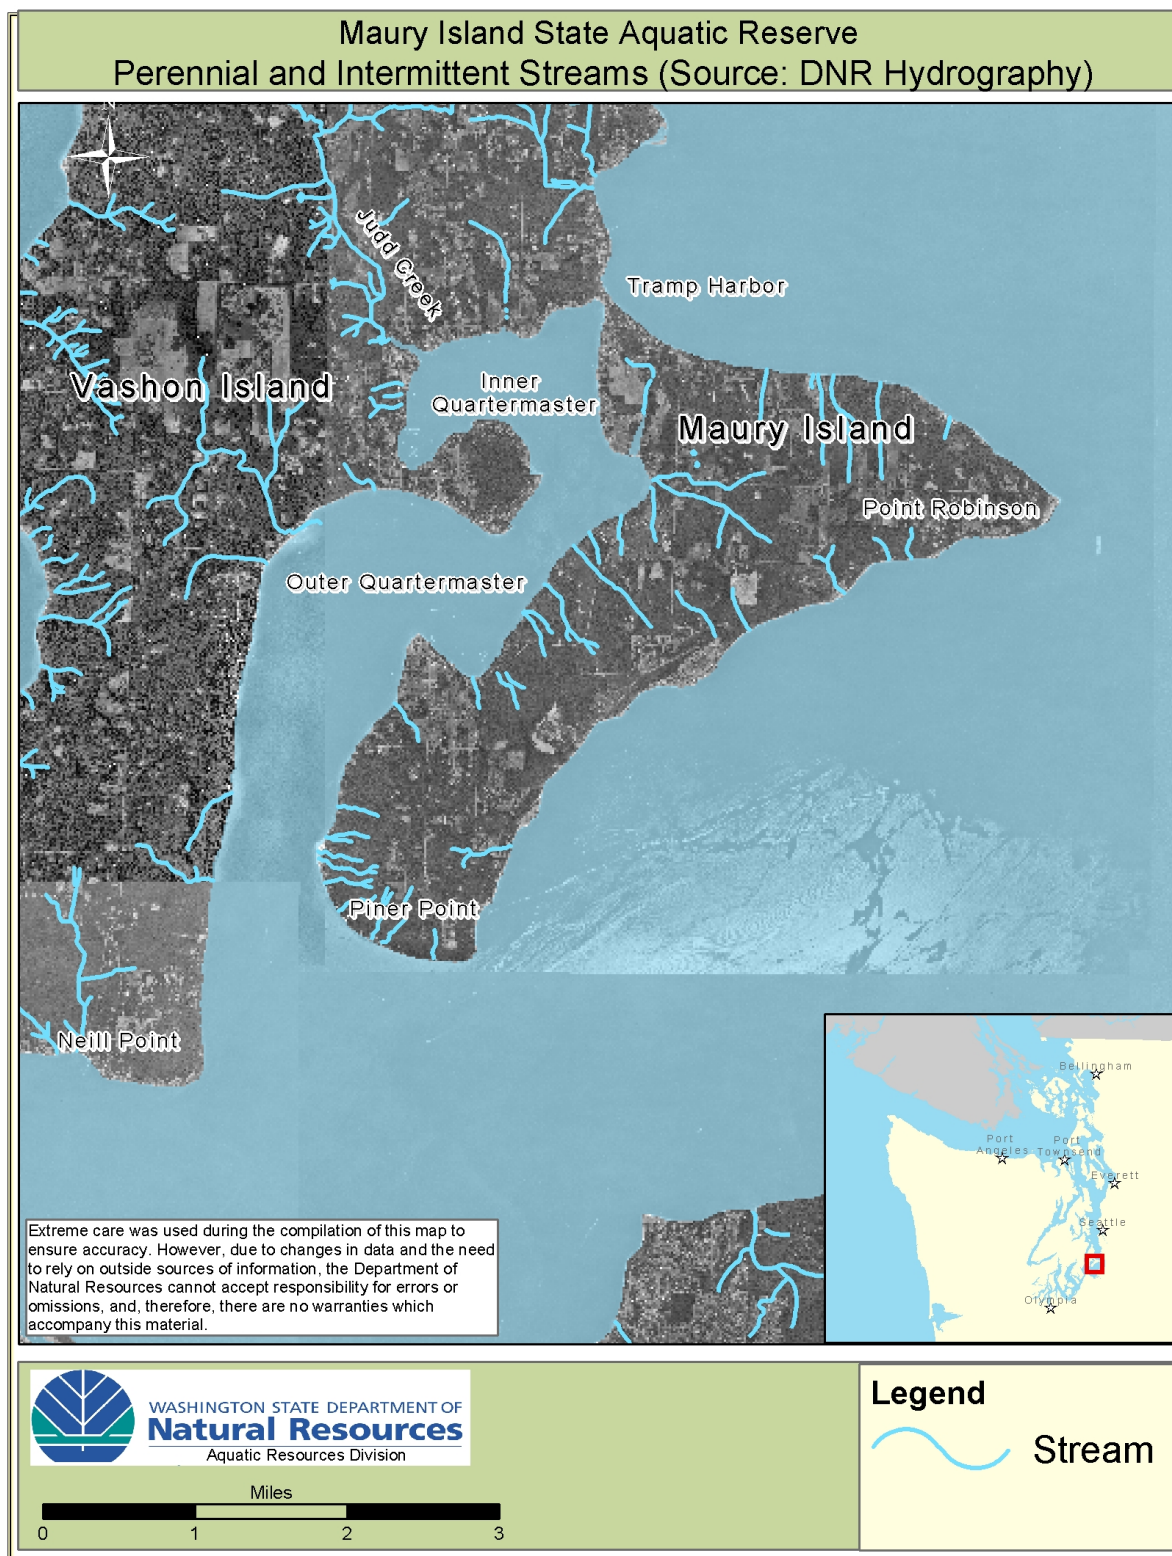 Maury Island State Aquatic Reserve
Perennial and Intermittent Streams (Source: DNR Hydrography)
N
Judd Creek
Tramp Harbor
Inner
Quartermaster
Vashon Island
Maury Island
Point Robinson
Outer Quartermaster
Piner Point
Neill Point
Bellingham
Port
Angeles
Port
Townsend
Everett
Seattle
Olympia
Extreme care was used during the compilation of this map to
ensure accuracy. However, due to changes in data and the need
to rely on outside sources of information, the Department of
Natural Resources cannot accept responsibility for errors or
omissions, and, therefore, there are no warranties which
accompany this material.
WASHINGTON STATE DEPARTMENT OF
Natural Resources
Aquatic Resources Division
Miles
0 1 2 3
Legend
Stream